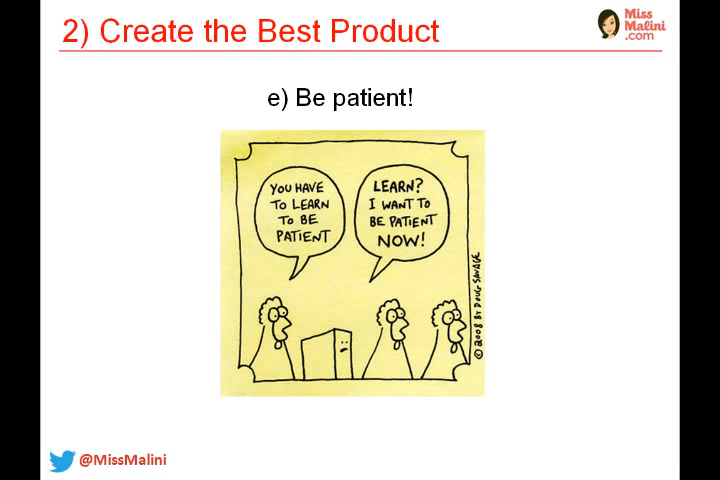 2) Create the Best Product
Miss
Malini
.com
e) Be patient!
YOU HAVE
TO LEARN
TO BE
PATIENT
LEARN?
I WANT TO
BE PATIENT
NOW!
© 2008 BY DOUG SAVAGE
@MissMalini